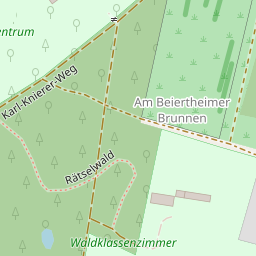 entrum
Karl-Knierer-Weg
Am Beiertheimer
Brunnen
Rätselwald
Waldklassenzimmer